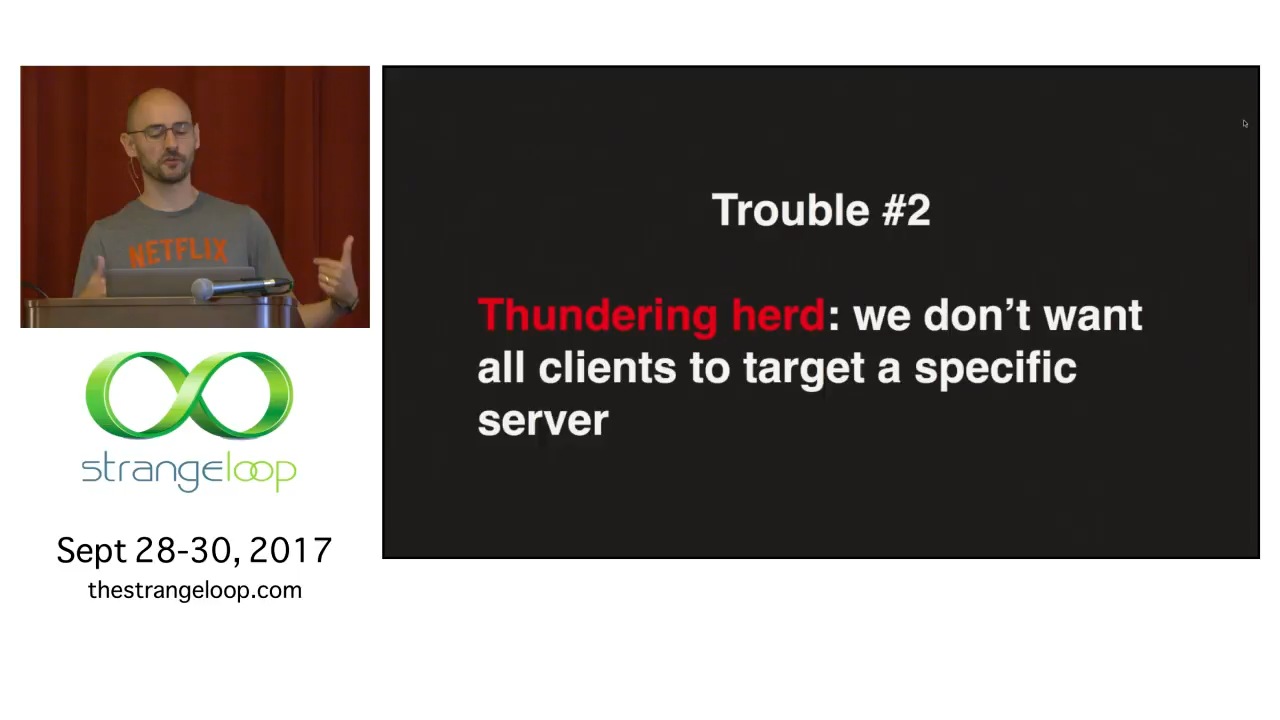 NETFLIX
Trouble #2
Thundering herd: we don't want
all clients to target a specific
server
strangeloop
Sept 28-30, 2017
thestrangeloop.com